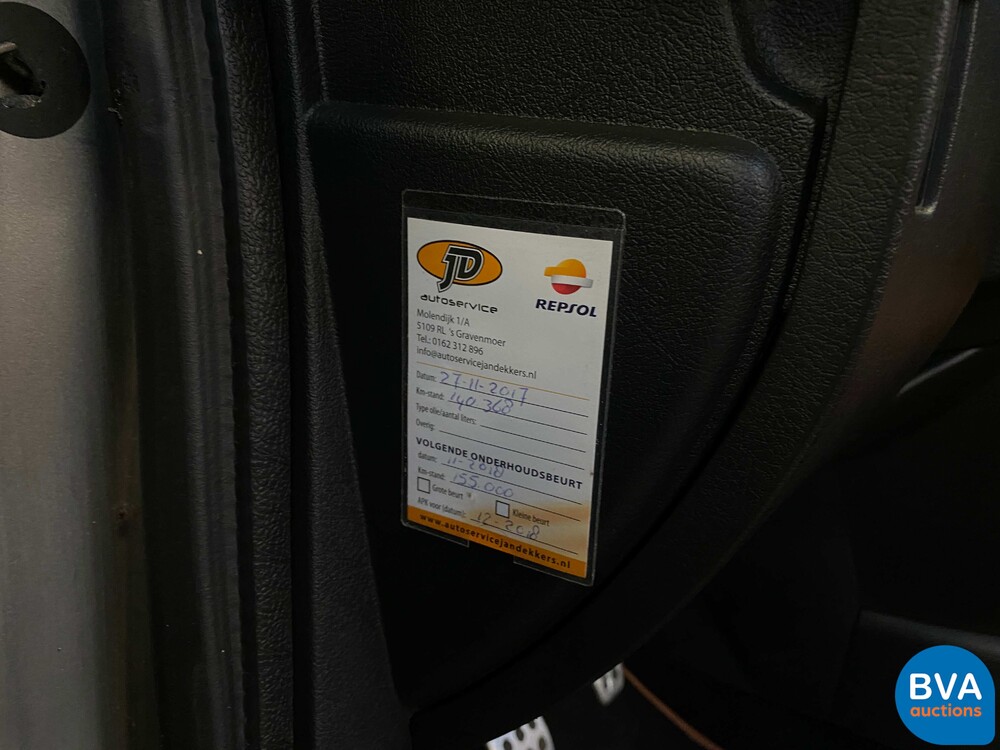 JD
autoservice
REPSOL
Molendijk 1/A
5109 RL 's Gravenmoer
Tel.: 0162 312 896
info@autoservicejandekkers.nl
Datum: 27-11-2017
Km-stand: 140.368
Type olie/aantal liters:
Overig:
VOLGENDE ONDERHOUDSBEURT
datum: 11-2018
Km-stand: 155.000
Grote beurt
Kleine beurt
APK voor (datum): 12-2018
www.autoservicejandekkers.nl
BVA
auctions